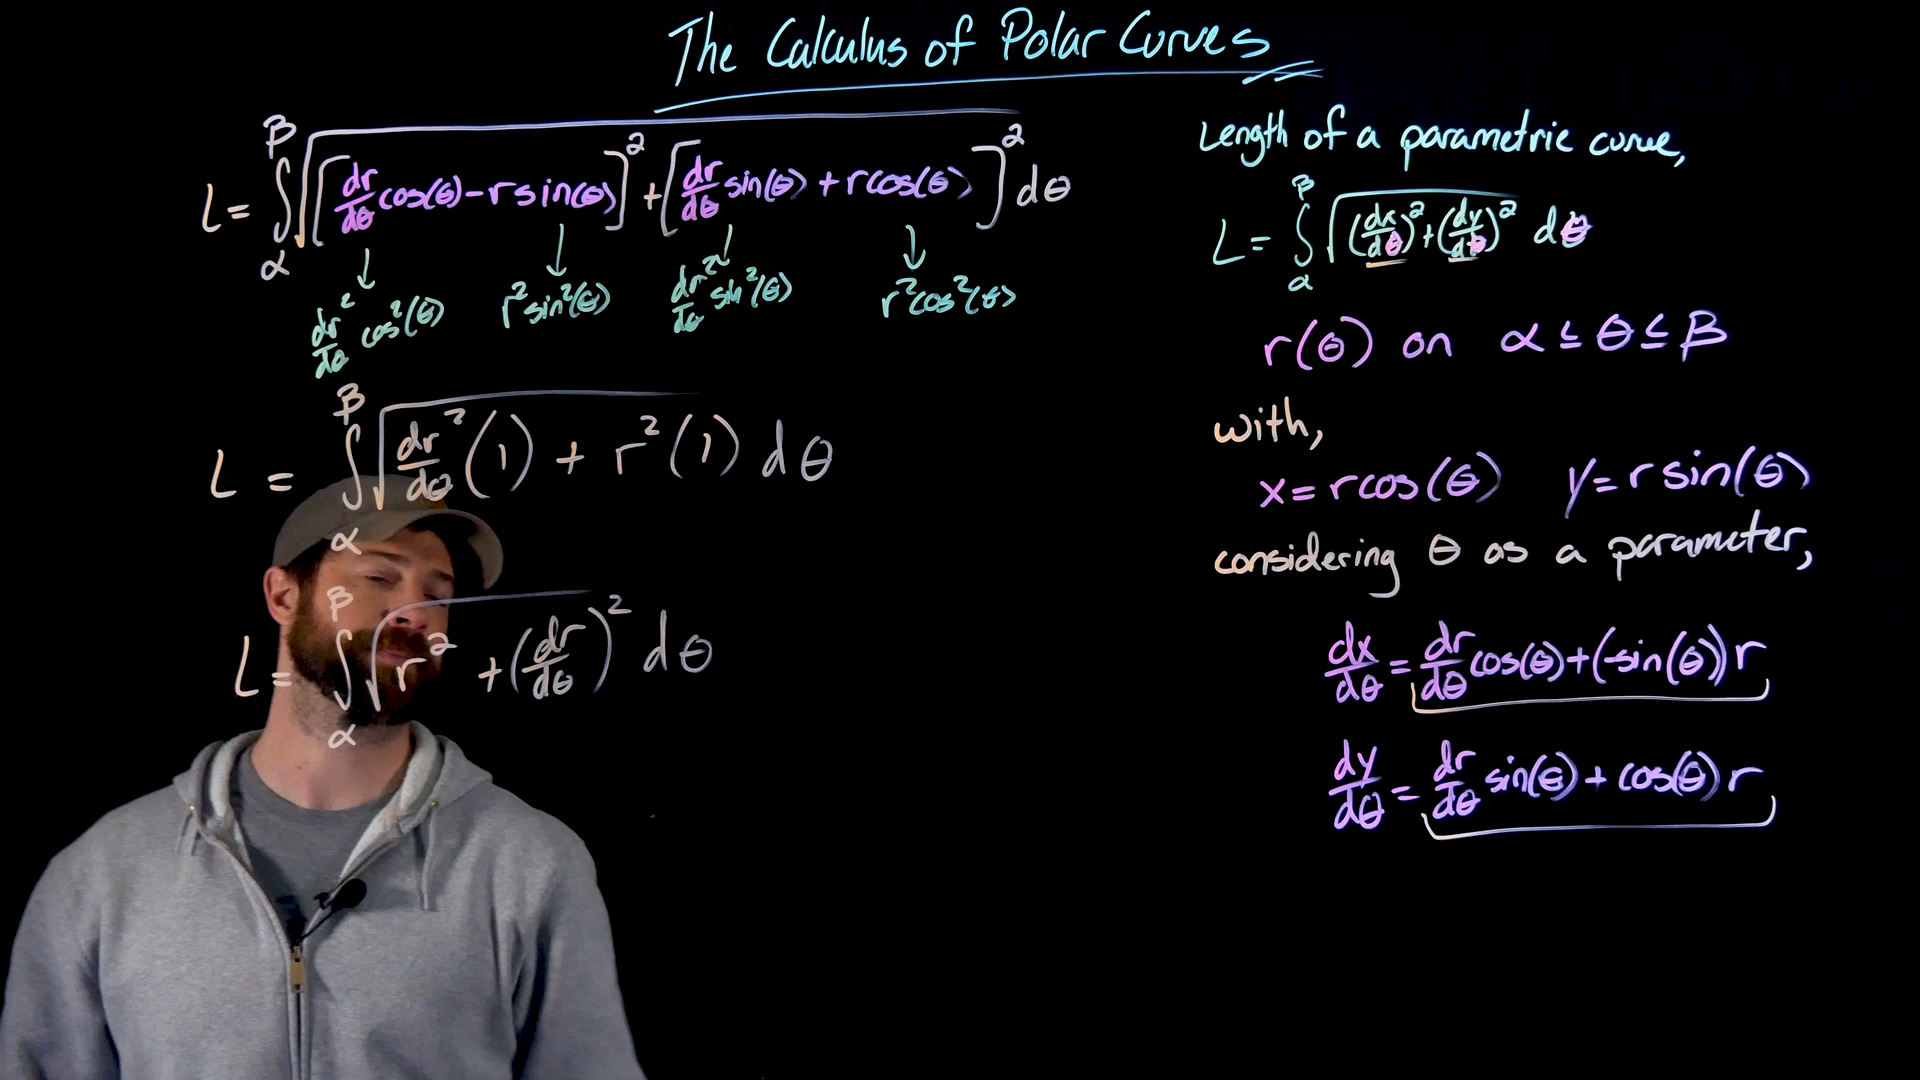 The Calculus of Polar Curves
L = ∫_α^β √([dr/dθ cos(θ) - r sin(θ)]² + [dr/dθ sin(θ) + r cos(θ)]²) dθ
↓ ↓ ↓ ↓
dr²/dθ cos²(θ) r² sin²(θ) dr²/dθ sin²(θ) r² cos²(θ)
L = ∫_α^β √(dr²/dθ (1) + r² (1)) dθ
L = ∫_α^β √(r² + (dr/dθ)²) dθ
Length of a parametric curve,
L = ∫_α^β √((dx/dθ)² + (dy/dθ)²) dθ
r(θ) on α ≤ θ ≤ β
with,
x = r cos(θ) y = r sin(θ)
considering θ as a parameter,
dx/dθ = dr/dθ cos(θ) + (-sin(θ)) r
dy/dθ = dr/dθ sin(θ) + cos(θ) r